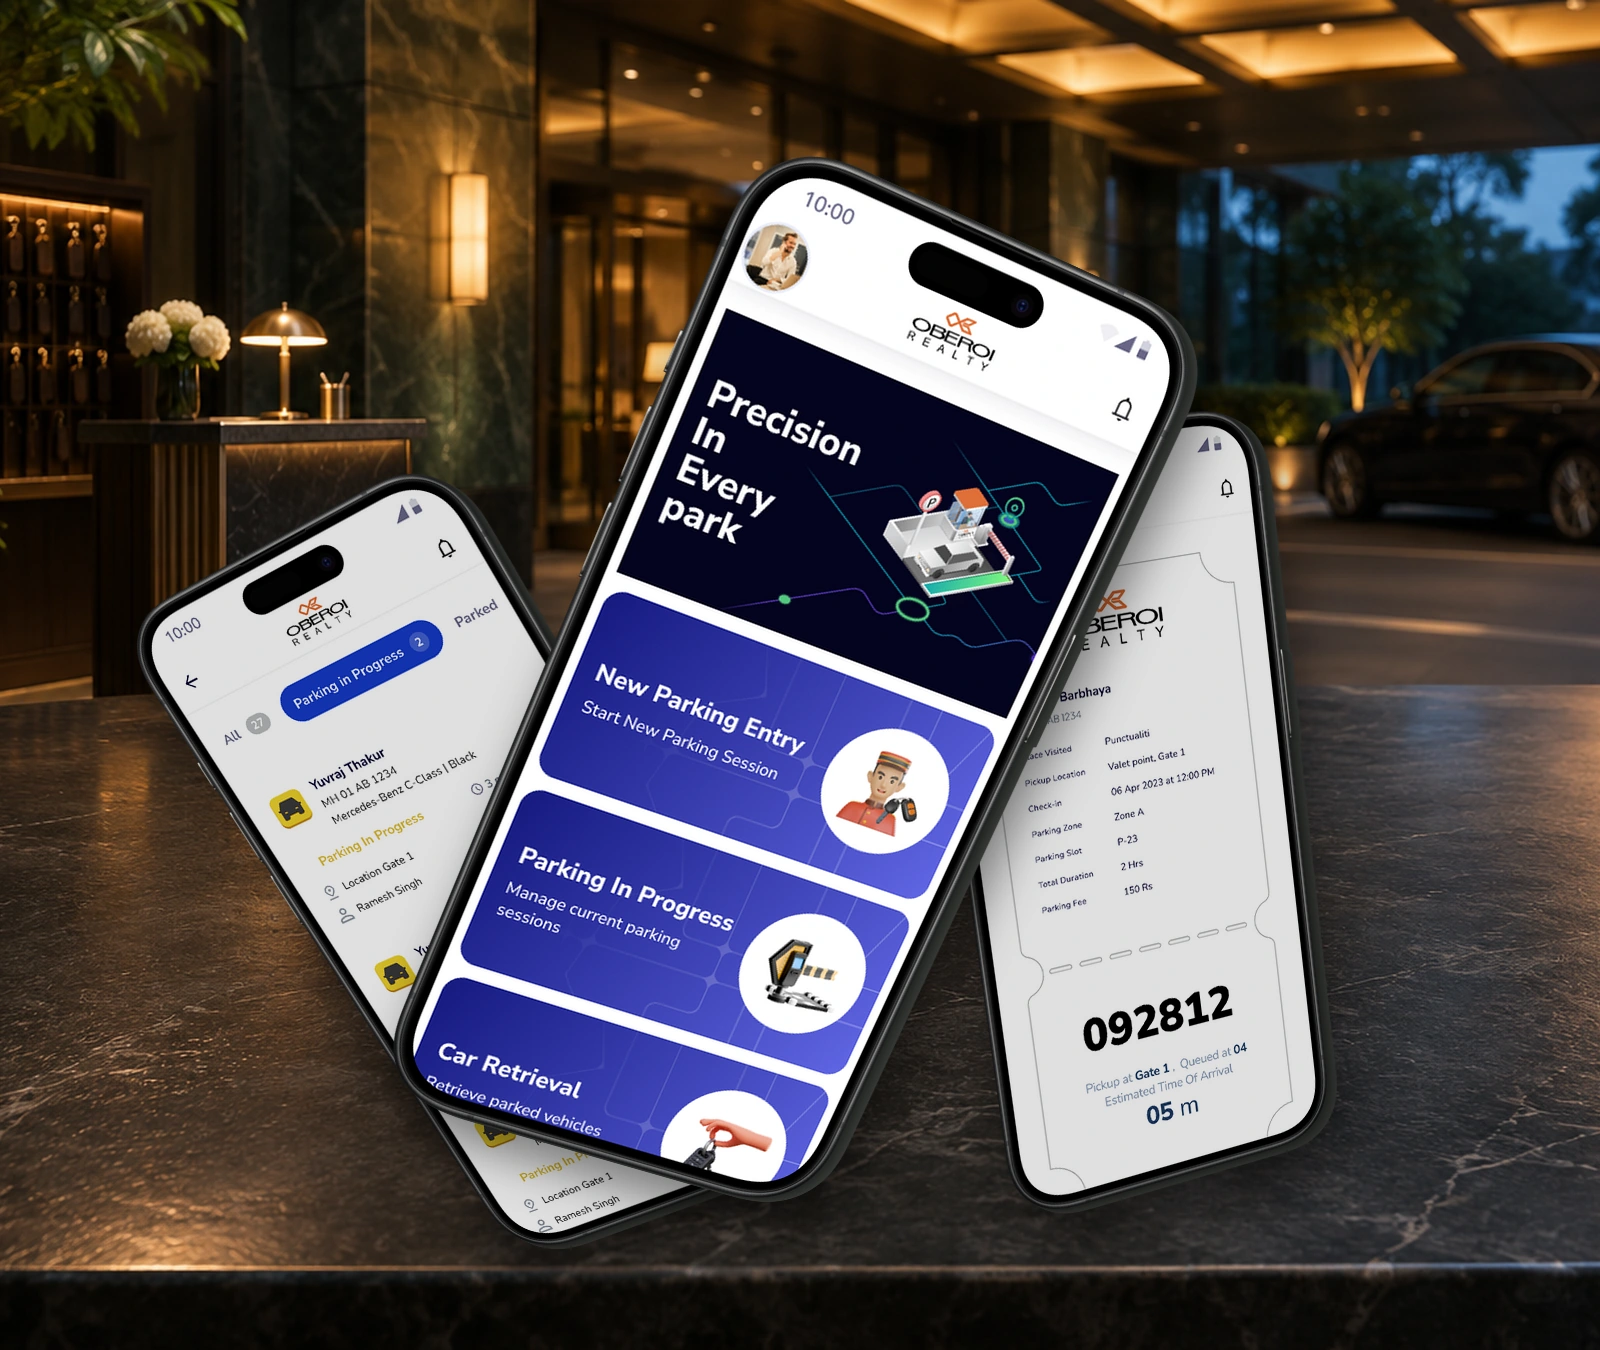 10:00
OBEROI
REALTY
Precision
In
Every
park
P
New Parking Entry
Start New Parking Session
Parking In Progress
Manage current parking
sessions
Car Retrieval
Retrieve parked vehicles
10:00
OBEROI
REALTY
All 27
Parking in Progress 2
Parked
Yuvraj Thakur
MH 01 AB 1234
Mercedes-Benz C-Class | Black
3
Parking In Progress
Location Gate 1
Ramesh Singh
Parking In
Location Gate 1
Ramesh Singh
BEROI
EALTY
Barbhaya
AB 1234
Visited Punctualiti
Pickup Location Valet point, Gate 1
Check-in 06 Apr 2023 at 12:00 PM
Parking Zone Zone A
Parking Slot P-23
Total Duration 2 Hrs
Parking Fee 150 Rs
092812
Pickup at Gate 1 , Queued at 04
Estimated Time Of Arrival
05 m